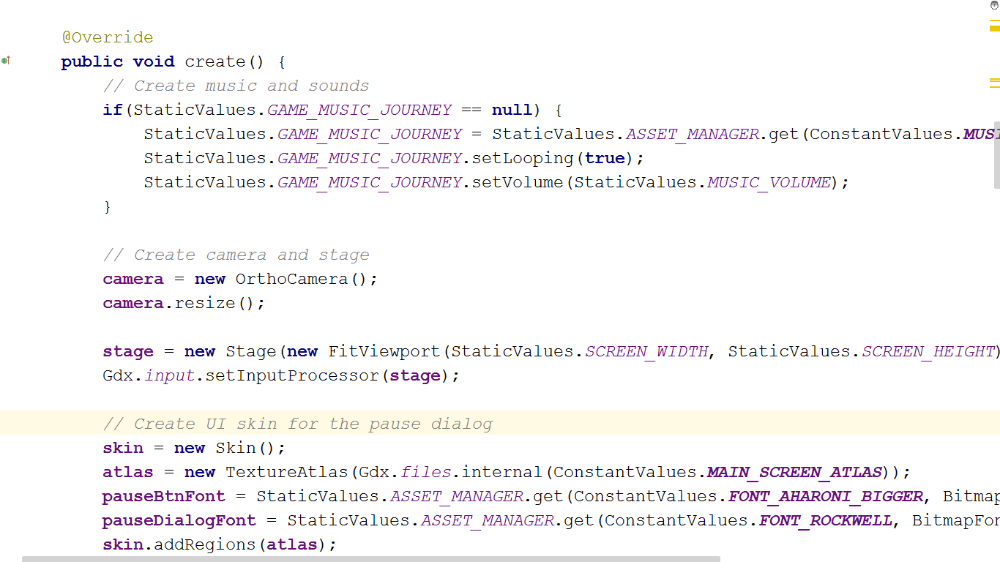 @Override
public void create() {
// Create music and sounds
if(StaticValues.GAME_MUSIC_JOURNEY == null) {
StaticValues.GAME_MUSIC_JOURNEY = StaticValues.ASSET_MANAGER.get(ConstantValues.MUSI
StaticValues.GAME_MUSIC_JOURNEY.setLooping(true);
StaticValues.GAME_MUSIC_JOURNEY.setVolume(StaticValues.MUSIC_VOLUME);
}
// Create camera and stage
camera = new OrthoCamera();
camera.resize();
stage = new Stage(new FitViewport(StaticValues.SCREEN_WIDTH, StaticValues.SCREEN_HEIGHT)
Gdx.input.setInputProcessor(stage);
// Create UI skin for the pause dialog
skin = new Skin();
atlas = new TextureAtlas(Gdx.files.internal(ConstantValues.MAIN_SCREEN_ATLAS));
pauseBtnFont = StaticValues.ASSET_MANAGER.get(ConstantValues.FONT_AHARONI_BIGGER, Bitmap
pauseDialogFont = StaticValues.ASSET_MANAGER.get(ConstantValues.FONT_ROCKWELL, BitmapFon
skin.addRegions(atlas);